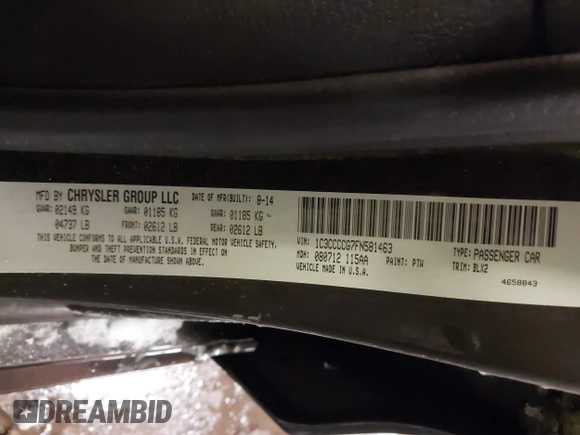 MFD BY CHRYSLER GROUP LLC DATE OF MFR(BUILT): 8-14
GVWR: 02149 KG GAWR: 01185 KG GAWR: 01185 KG
04737 LB FRONT: 02612 LB REAR: 02612 LB
THIS VEHICLE CONFORMS TO ALL APPLICABLE U.S.A. FEDERAL MOTOR VEHICLE SAFETY
BUMPER AND THEFT PREVENTION STANDARDS IN EFFECT ON
THE DATE OF MANUFACTURE SHOWN ABOVE.
VIN: 1C3CCCCG7FN581463 TYPE: PASSENGER CAR
MDH: 080712 115AA PAINT: PTW TRIM: BLX2
VEHICLE MADE IN U.S.A. 4658843
DREAMBID